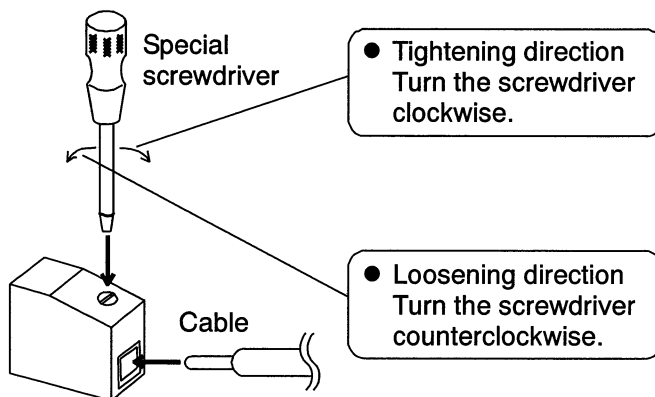 Special
screwdriver
● Tightening direction
Turn the screwdriver
clockwise.
● Loosening direction
Turn the screwdriver
counterclockwise.
Cable